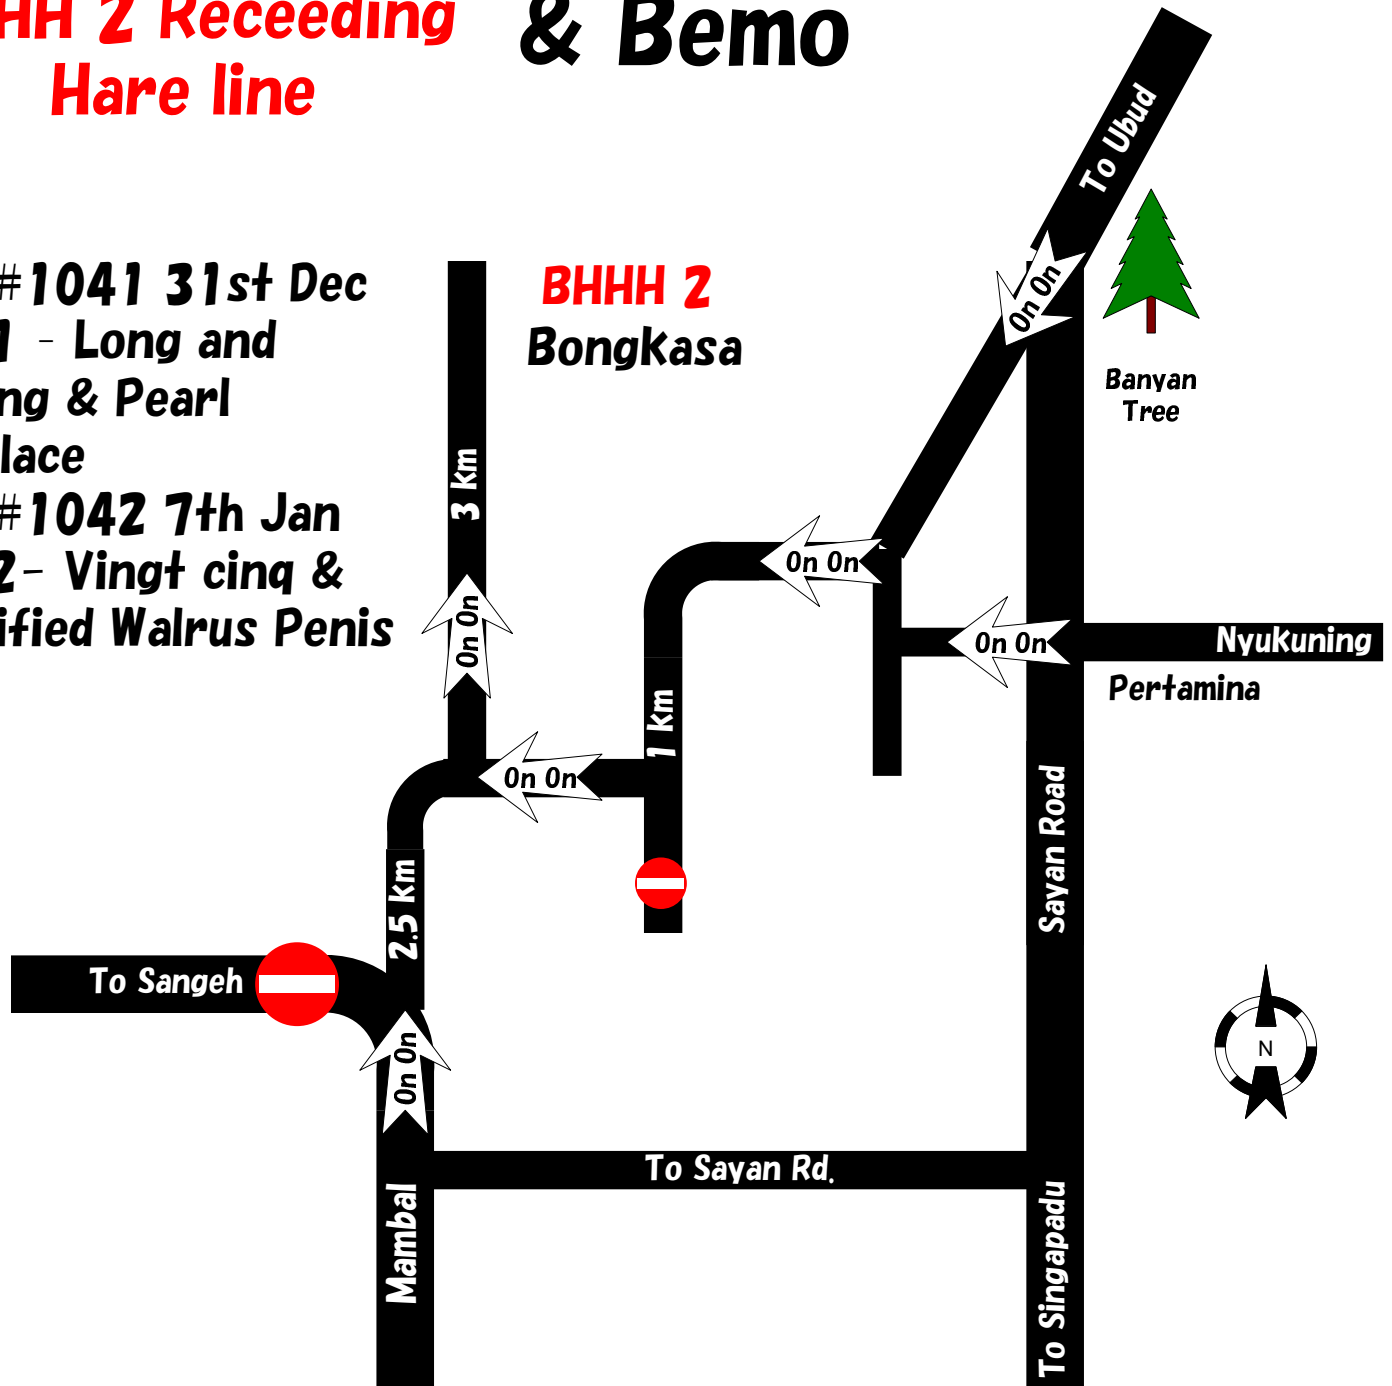 HH 2 Receeding
Hare line
& Bemo
#1041 31st Dec
1 - Long and
ng & Pearl
lace
#1042 7th Jan
2- Vingt cinq &
ified Walrus Penis
BHHH 2
Bongkasa
To Ubud
On On
Banyan
Tree
3 km
On On
On On
On On
Nyukuning
Pertamina
1 km
On On
Sayan Road
2.5 km
To Sangeh
On On
N
To Sayan Rd.
Mambal
To Singapadu